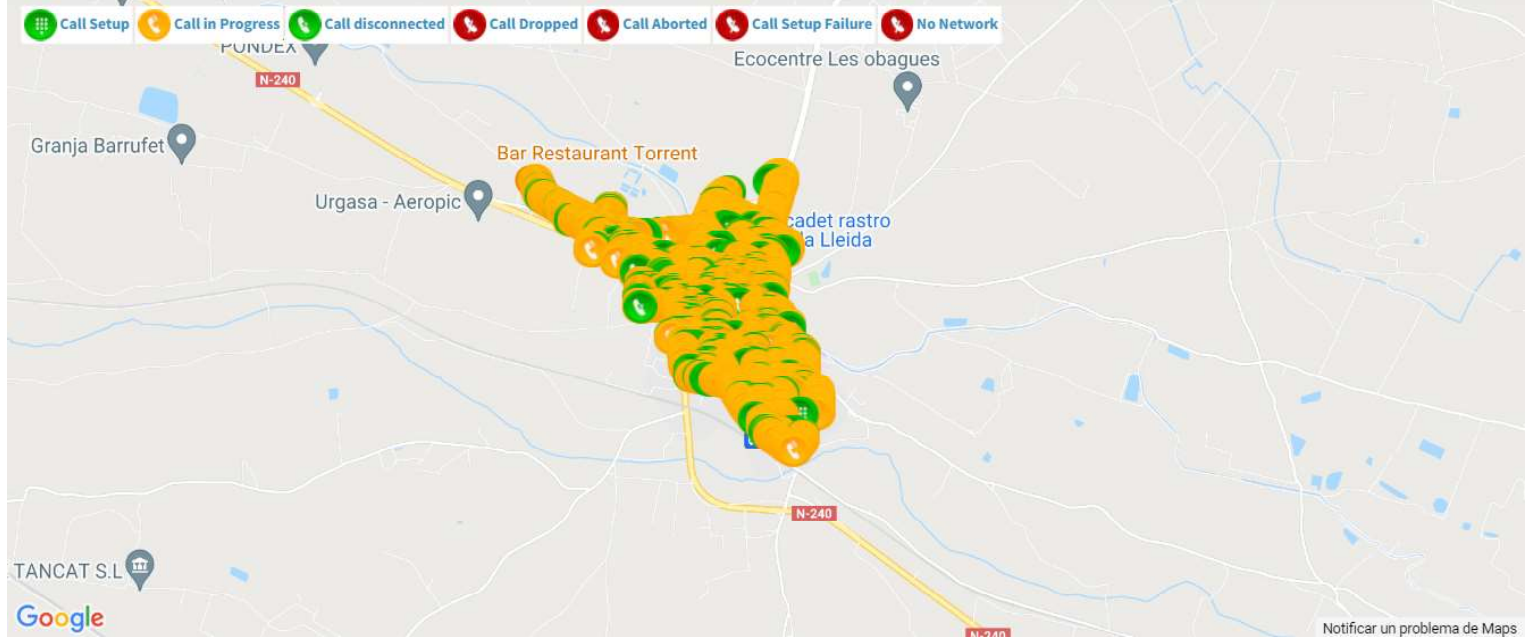 Call Setup
Call in Progress
Call disconnected
Call Dropped
Call Aborted
Call Setup Failure
No Network
PONDEX
N-240
Ecocentre Les obagues
Granja Barrufet
Bar Restaurant Torrent
Urgasa - Aeropic
cadet rastro
la Lleida
N-240
TANCAT S.L
Google
N-240
Notificar un problema de Maps